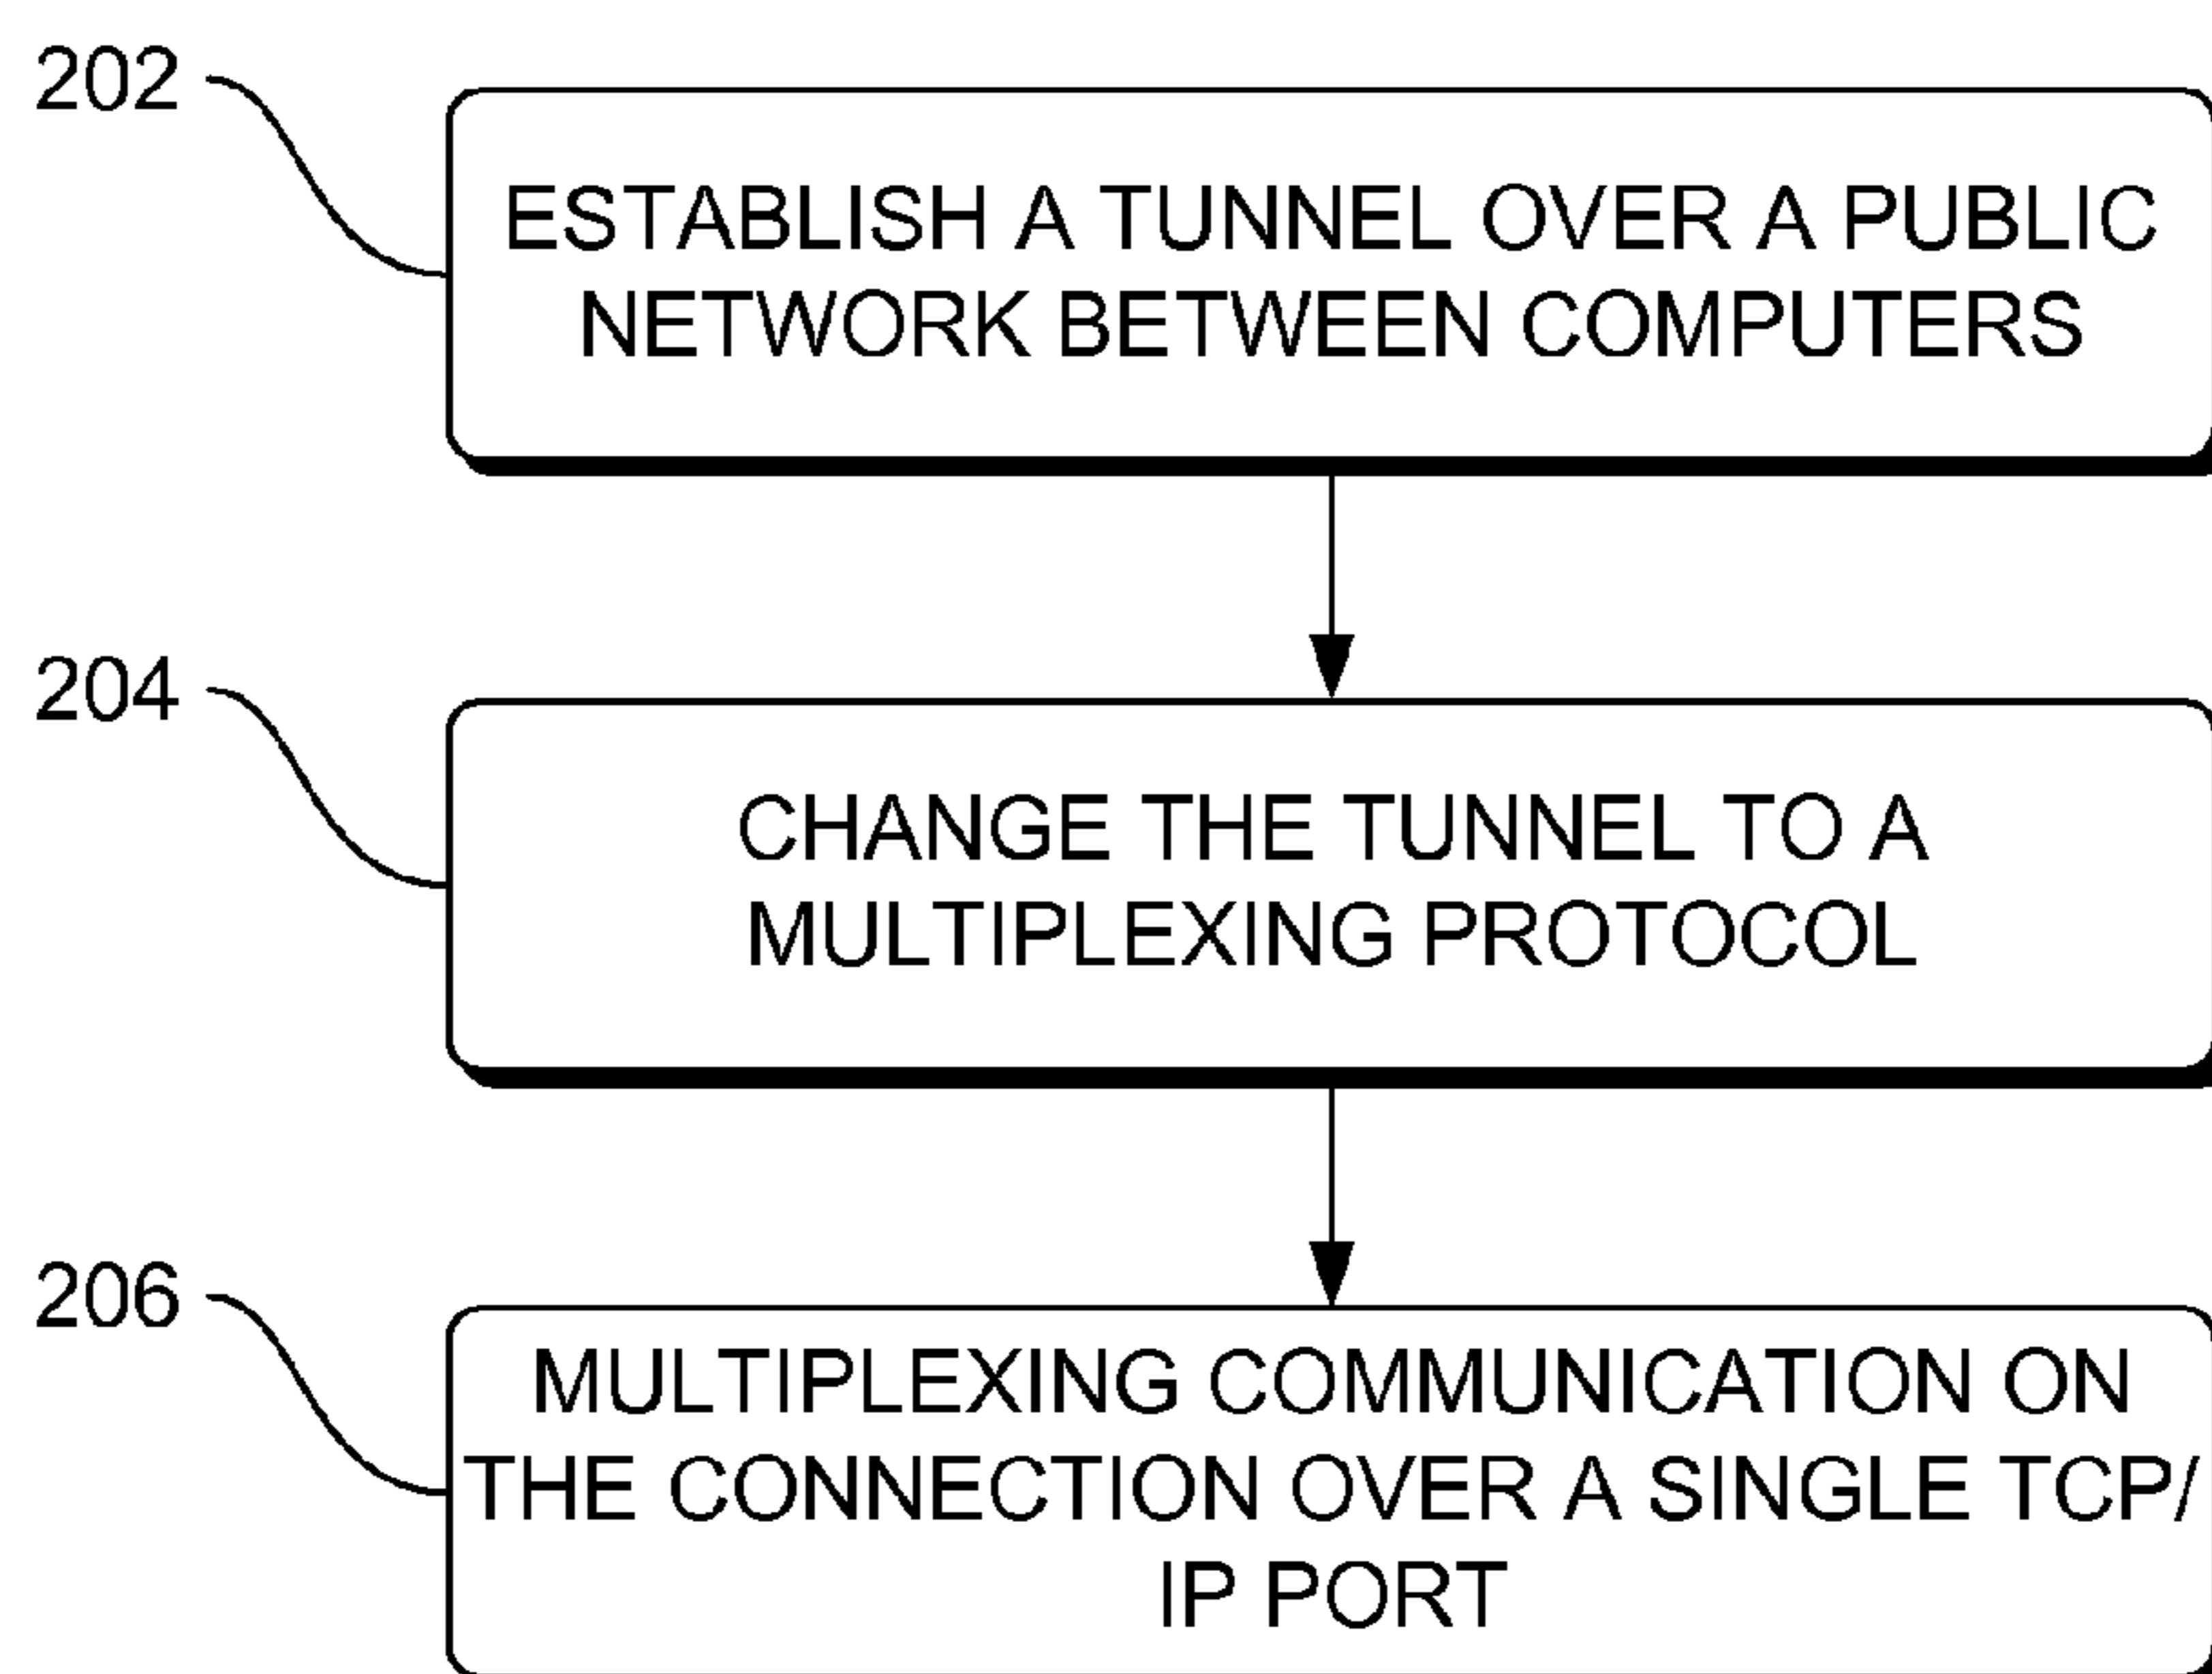 202
ESTABLISH A TUNNEL OVER A PUBLIC
NETWORK BETWEEN COMPUTERS
204
CHANGE THE TUNNEL TO A
MULTIPLEXING PROTOCOL
206
MULTIPLEXING COMMUNICATION ON
THE CONNECTION OVER A SINGLE TCP/
IP PORT